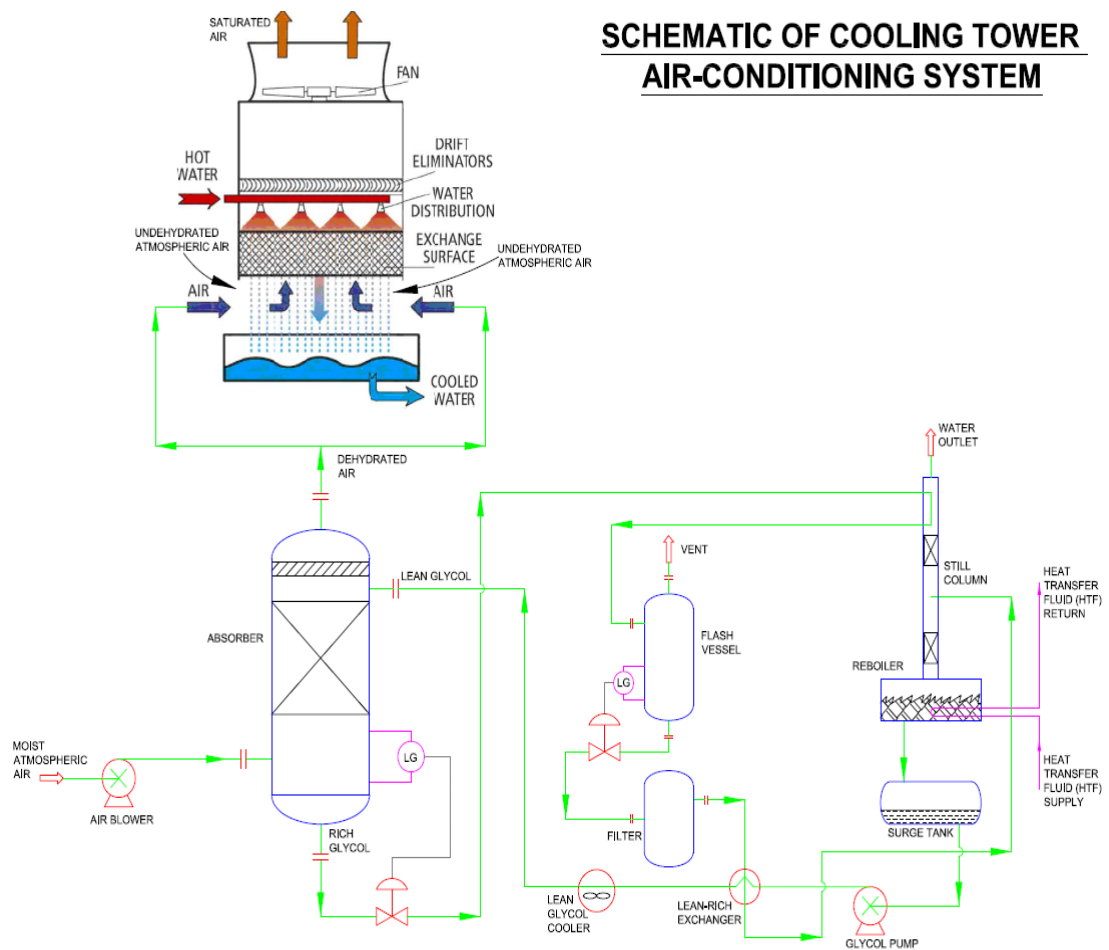 SCHEMATIC OF COOLING TOWER
AIR-CONDITIONING SYSTEM
SATURATED
AIR
FAN
DRIFT
ELIMINATORS
HOT
WATER
WATER
DISTRIBUTION
UNDEHYDRATED
ATMOSPHERIC AIR
EXCHANGE
SURFACE
UNDEHYDRATED
ATMOSPHERIC AIR
AIR
AIR
COOLED
WATER
DEHYDRATED
AIR
WATER
OUTLET
VENT
LEAN GLYCOL
STILL
COLUMN
HEAT
TRANSFER
FLUID (HTF)
RETURN
ABSORBER
FLASH
VESSEL
REBOILER
LG
MOIST
ATMOSPHERIC
AIR
LG
HEAT
TRANSFER
FLUID (HTF)
SUPPLY
AIR BLOWER
RICH
GLYCOL
FILTER
SURGE TANK
LEAN
GLYCOL
COOLER
LEAN-RICH
EXCHANGER
GLYCOL PUMP